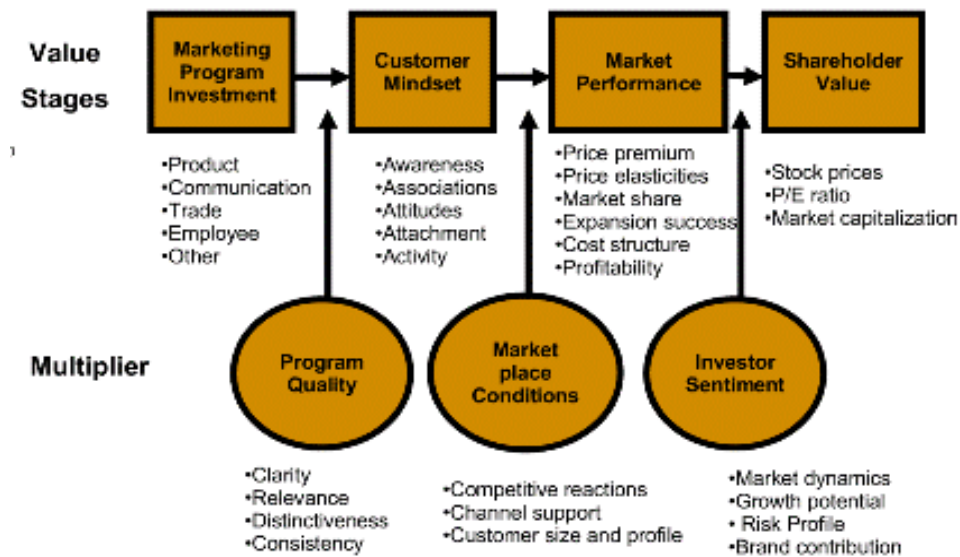 Value
Stages
Marketing
Program
Investment
Customer
Mindset
Market
Performance
Shareholder
Value
•Product
•Communication
•Trade
•Employee
•Other
•Awareness
•Associations
•Attitudes
•Attachment
•Activity
•Price premium
•Price elasticities
•Market share
•Expansion success
•Cost structure
•Profitability
•Stock prices
•P/E ratio
•Market capitalization
Multiplier
Program
Quality
Market
place
Conditions
Investor
Sentiment
•Clarity
•Relevance
•Distinctiveness
•Consistency
•Competitive reactions
•Channel support
•Customer size and profile
•Market dynamics
•Growth potential
• Risk Profile
•Brand contribution